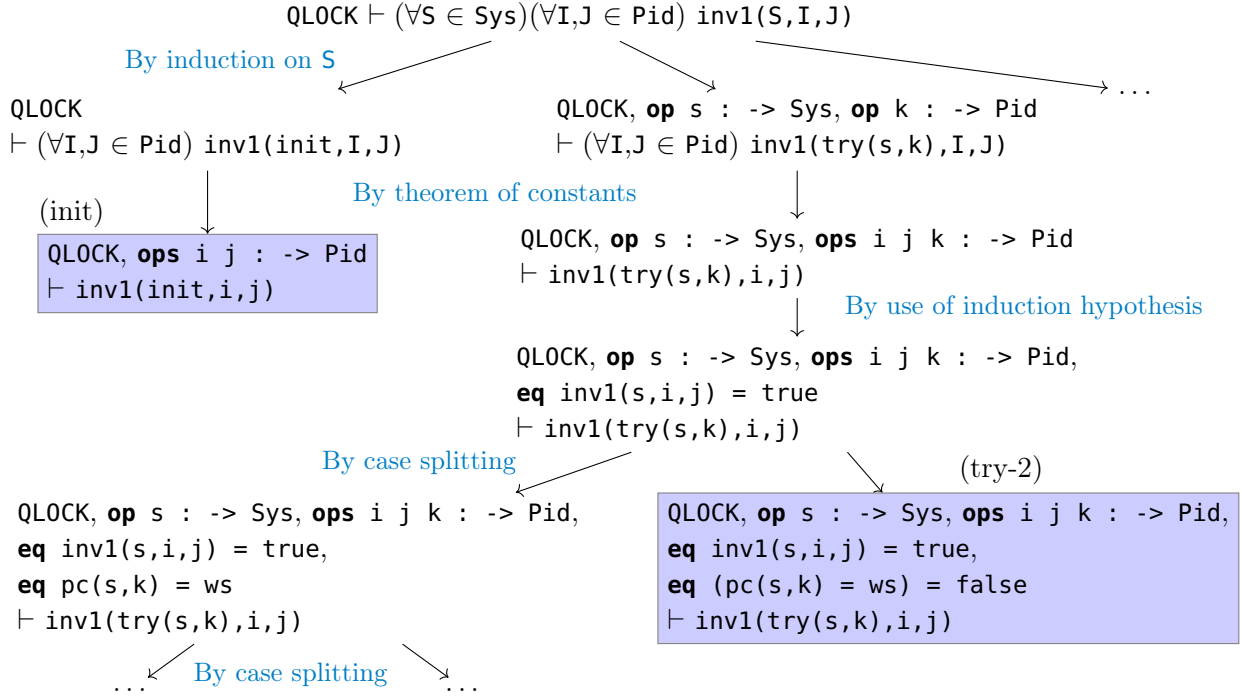 QLOCK ⊢ (∀S ∈ Sys)(∀I,J ∈ Pid) inv1(S,I,J)
By induction on S
...
QLOCK
⊢ (∀I,J ∈ Pid) inv1(init,I,J)
QLOCK, op s : -> Sys, op k : -> Pid
⊢ (∀I,J ∈ Pid) inv1(try(s,k),I,J)
By theorem of constants
(init)
QLOCK, ops i j : -> Pid
⊢ inv1(init,i,j)
QLOCK, op s : -> Sys, ops i j k : -> Pid
⊢ inv1(try(s,k),i,j)
By use of induction hypothesis
QLOCK, op s : -> Sys, ops i j k : -> Pid,
eq inv1(s,i,j) = true
⊢ inv1(try(s,k),i,j)
By case splitting
(try-2)
QLOCK, op s : -> Sys, ops i j k : -> Pid,
eq inv1(s,i,j) = true,
eq pc(s,k) = ws
⊢ inv1(try(s,k),i,j)
QLOCK, op s : -> Sys, ops i j k : -> Pid,
eq inv1(s,i,j) = true,
eq (pc(s,k) = ws) = false
⊢ inv1(try(s,k),i,j)
... By case splitting ...